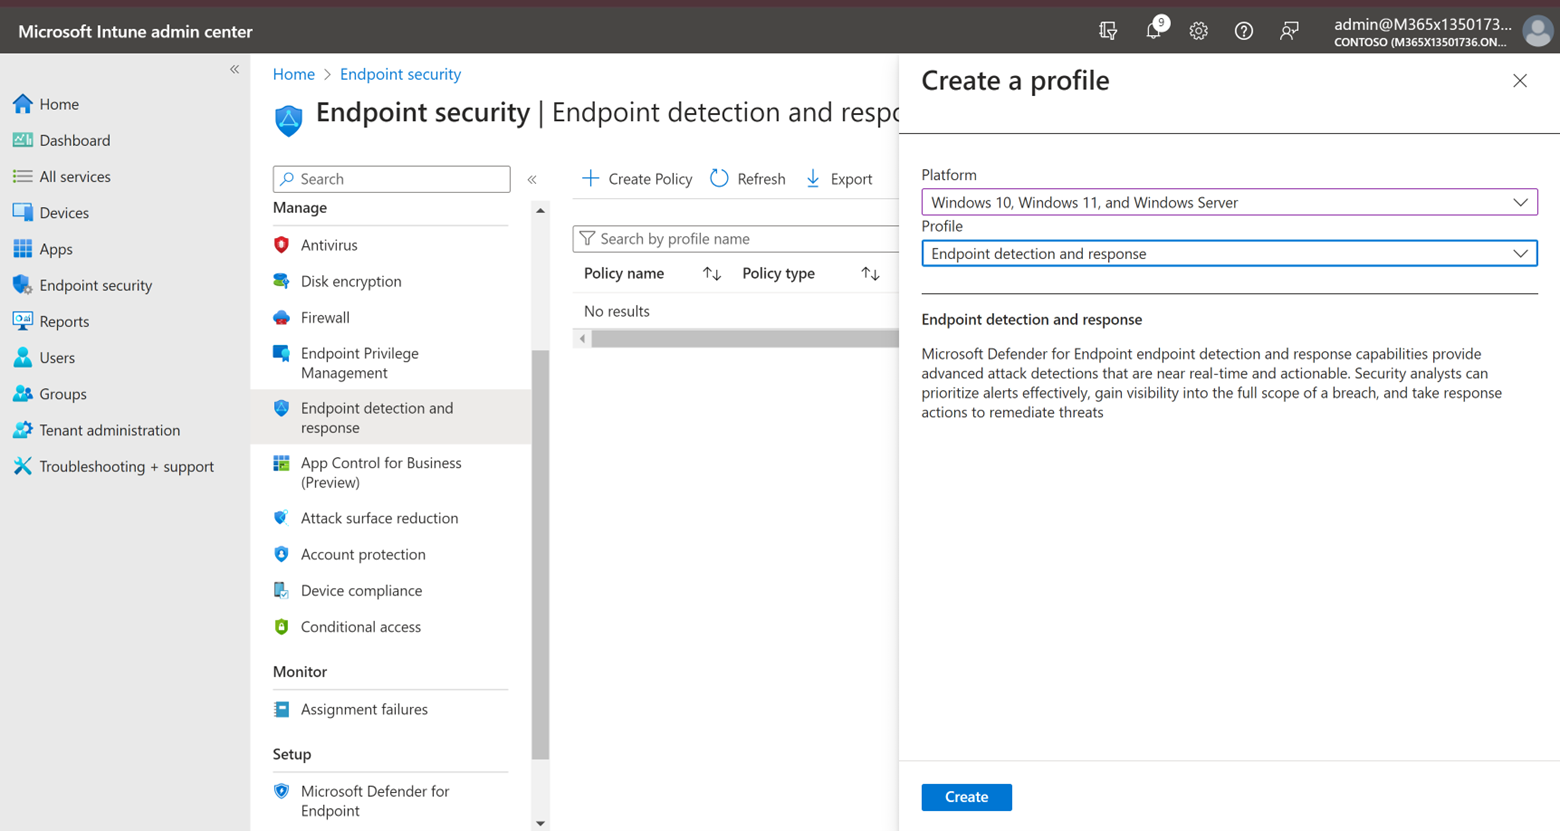 Microsoft Intune admin center
9
admin@M365x1350173...
CONTOSO (M365X13501736.ON...
Home
Dashboard
All services
Devices
Apps
Endpoint security
Reports
Users
Groups
Tenant administration
Troubleshooting + support
Home > Endpoint security
Endpoint security | Endpoint detection and respo
Search
Manage
Antivirus
Disk encryption
Firewall
Endpoint Privilege
Management
Endpoint detection and
response
App Control for Business
(Preview)
Attack surface reduction
Account protection
Device compliance
Conditional access
Monitor
Assignment failures
Setup
Microsoft Defender for
Endpoint
Create Policy
Refresh
Export
Search by profile name
Policy name
Policy type
No results
Create a profile
Platform
Windows 10, Windows 11, and Windows Server
Profile
Endpoint detection and response
Endpoint detection and response
Microsoft Defender for Endpoint endpoint detection and response capabilities provide
advanced attack detections that are near real-time and actionable. Security analysts can
prioritize alerts effectively, gain visibility into the full scope of a breach, and take response
actions to remediate threats
Create